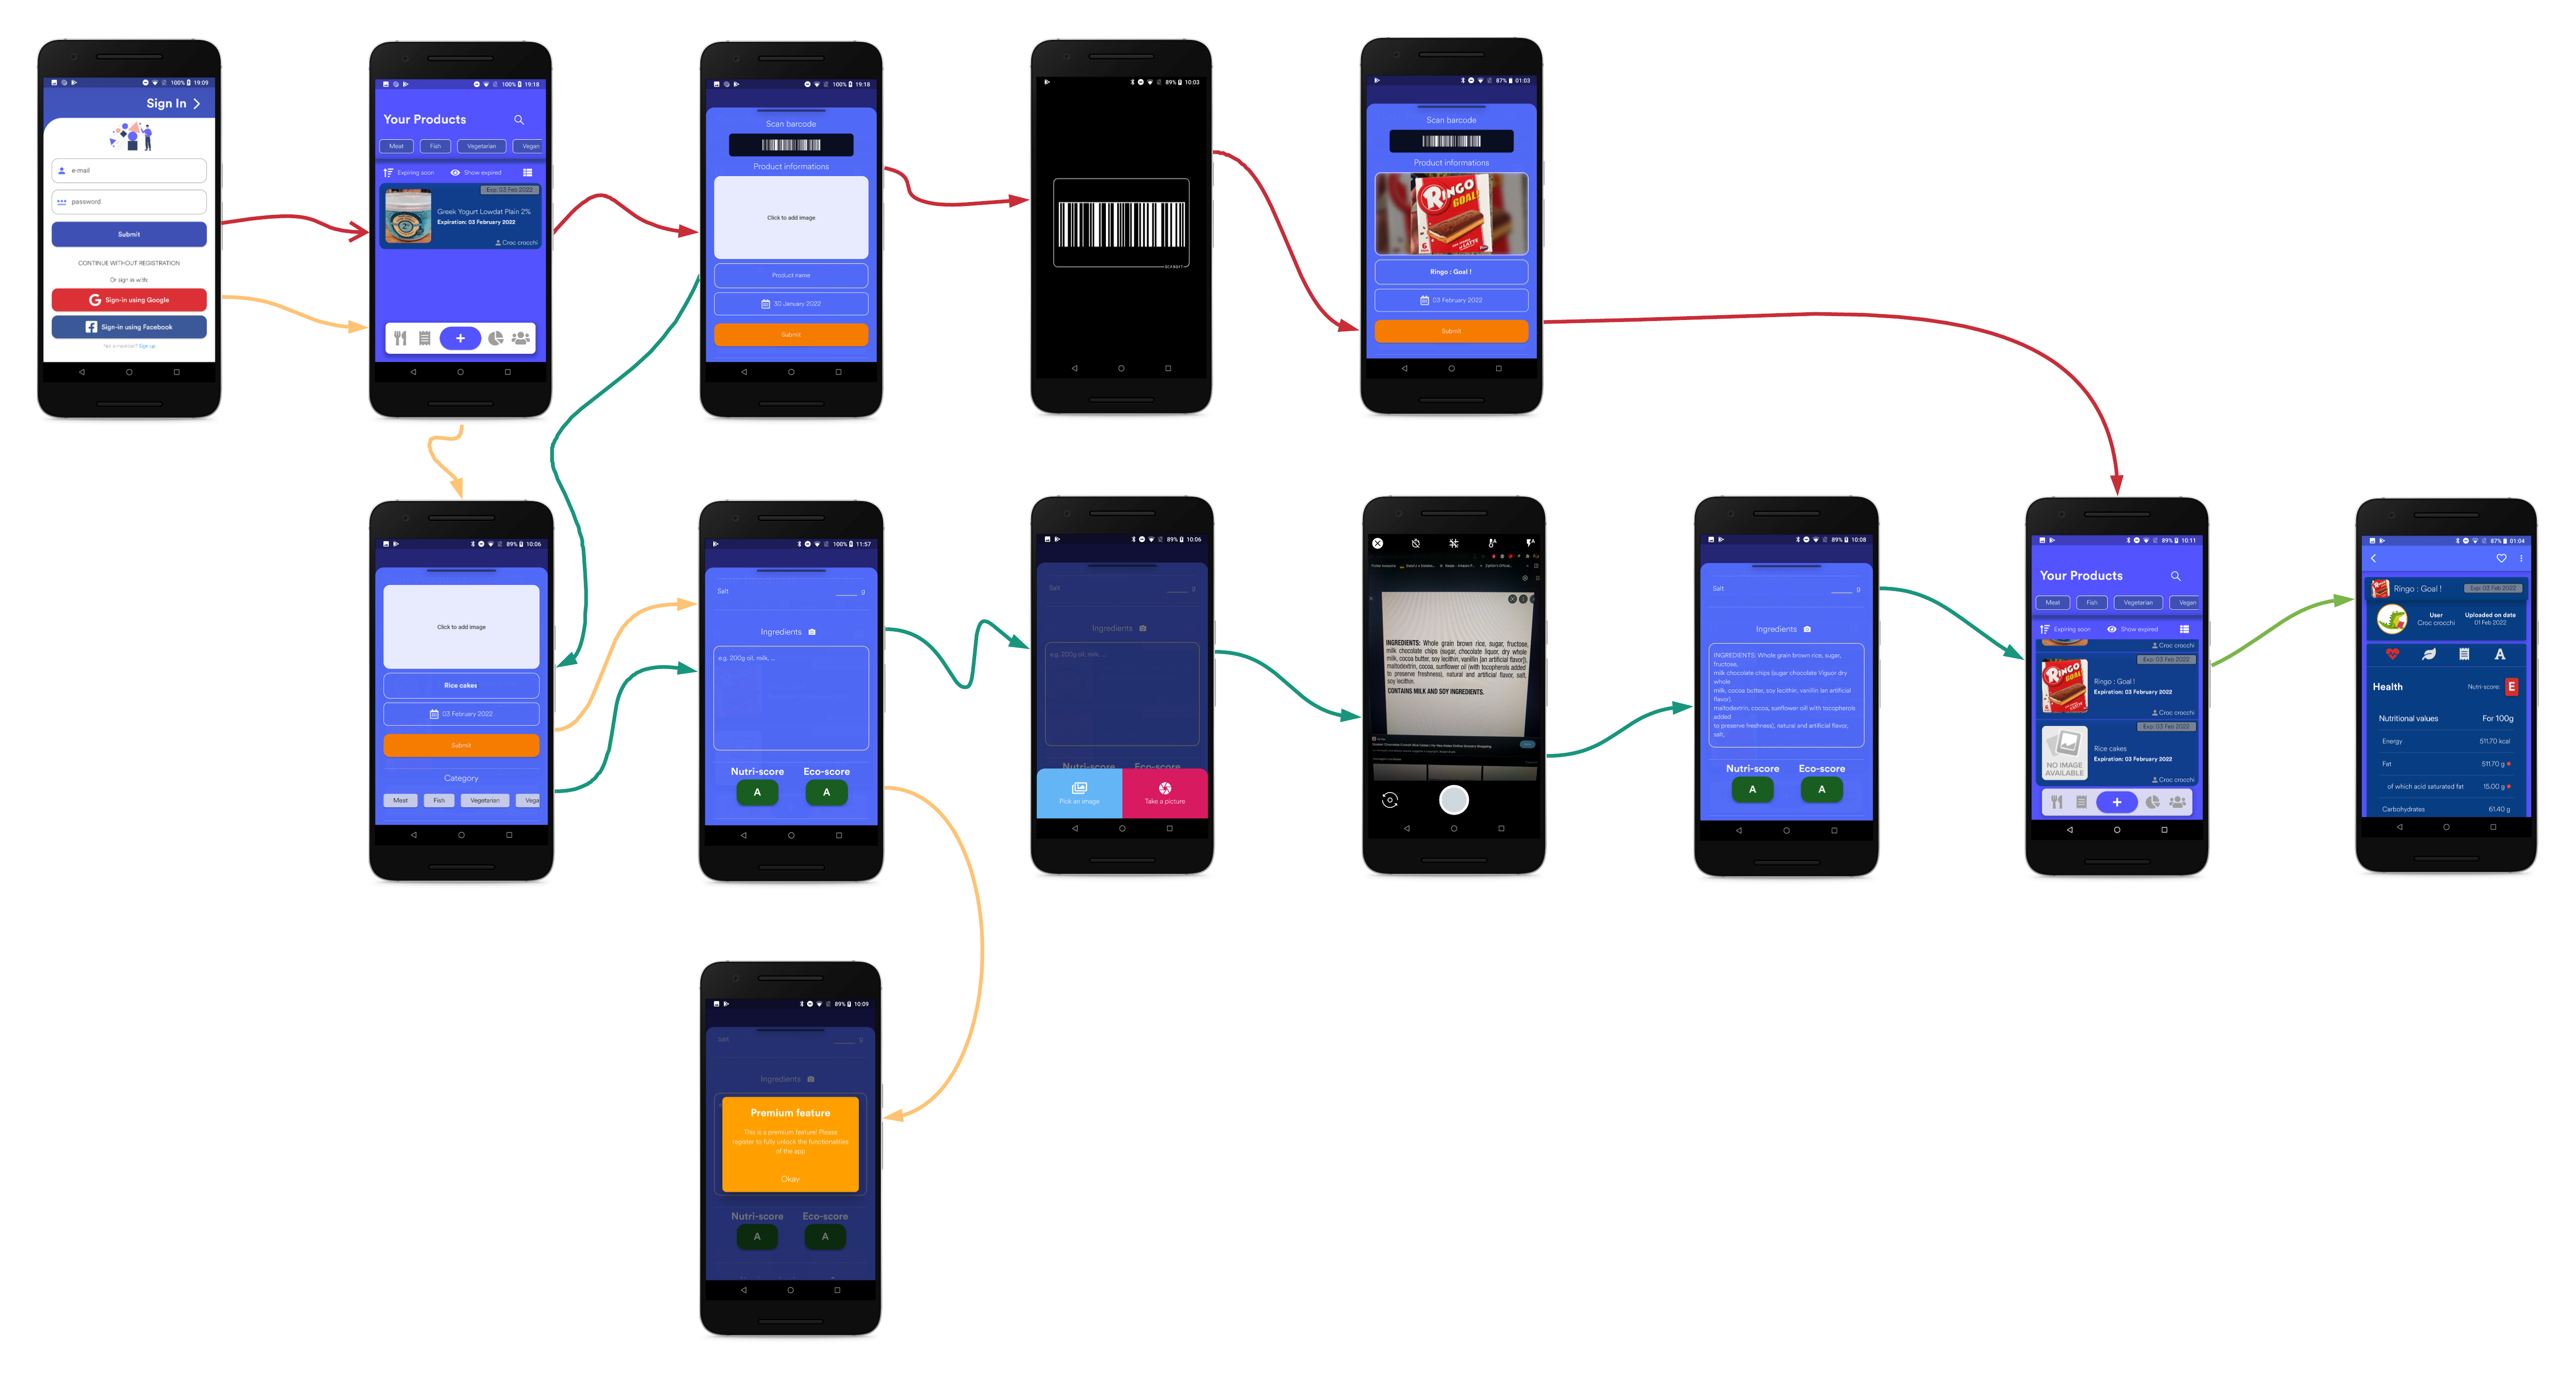 100% 19:09
Sign In
e-mail
password
Submit
CONTINUE WITHOUT REGISTRATION
Or sign in with:
Sign-in using Google
Sign-in using Facebook
Not a member? Sign up
100% 19:18
Your Products
Meat Fish Vegetarian Vegan
Expiring soon Show expired
Exp: 03 Feb 2022
Greek Yogurt Lowdat Plain 2%
Expiration: 03 February 2022
Croc crocchi
100% 19:18
Scan barcode
Product informations
Click to add image
Product name
30 January 2022
Submit
89% 10:03
SCANDIT
87% 01:03
Scan barcode
Product informations
RINGO
GOAL!
6
LATTE
Ringo : Goal !
03 February 2022
Submit
89% 10:06
Click to add image
Rice cakes
03 February 2022
Submit
Category
Meat Fish Vegetarian Vega
100% 11:57
Salt g
Ingredients
e.g. 200g oil, milk, ...
Nutri-score Eco-score
A A
89% 10:06
Salt g
Ingredients
e.g. 200g oil, milk, ...
Nutri-score Eco-score
Pick an image Take a picture
INGREDIENTS: Whole grain brown rice, sugar, fructose,
milk chocolate chips (sugar, chocolate liquor, dry whole
milk, cocoa butter, soy lecithin, vanillin [an artificial flavor]),
maltodextrin, cocoa, sunflower oil (with tocopherols added
to preserve freshness), natural and artificial flavor, salt,
soy lecithin.
CONTAINS MILK AND SOY INGREDIENTS.
89% 10:08
Salt g
Ingredients
INGREDIENTS: Whole grain brown rice, sugar,
fructose,
milk chocolate chips (sugar chocolate Viguor dry
whole
milk, cocoa butter, soy lecithin, vanillin (an artificial
flavor).
maltodextrin, cocoa, sunflower oill with tocopherols
added
to preserve freshness), natural and artificial flavor,
salt,
Nutri-score Eco-score
A A
89% 10:11
Your Products
Meat Fish Vegetarian Vegan
Expiring soon Show expired
Croc crocchi
Exp: 03 Feb 2022
RINGO
GOAL!
Ringo : Goal !
Expiration: 03 February 2022
Croc crocchi
Exp: 03 Feb 2022
NO IMAGE
AVAILABLE
Rice cakes
Expiration: 03 February 2022
Croc crocchi
87% 01:04
Ringo : Goal ! Exp: 03 Feb 2022
User Uploaded on date
Croc crocchi 01 Feb 2022
A
Health Nutri-score: E
Nutritional values For 100g
Energy 511.70 kcal
Fat 511.70 g
of which acid saturated fat 15.00 g
Carbohydrates 61.40 g
89% 10:09
Salt g
Ingredients
Premium feature
This is a premium feature! Please
register to fully unlock the functionalities
of the app
Okay
Nutri-score Eco-score
A A